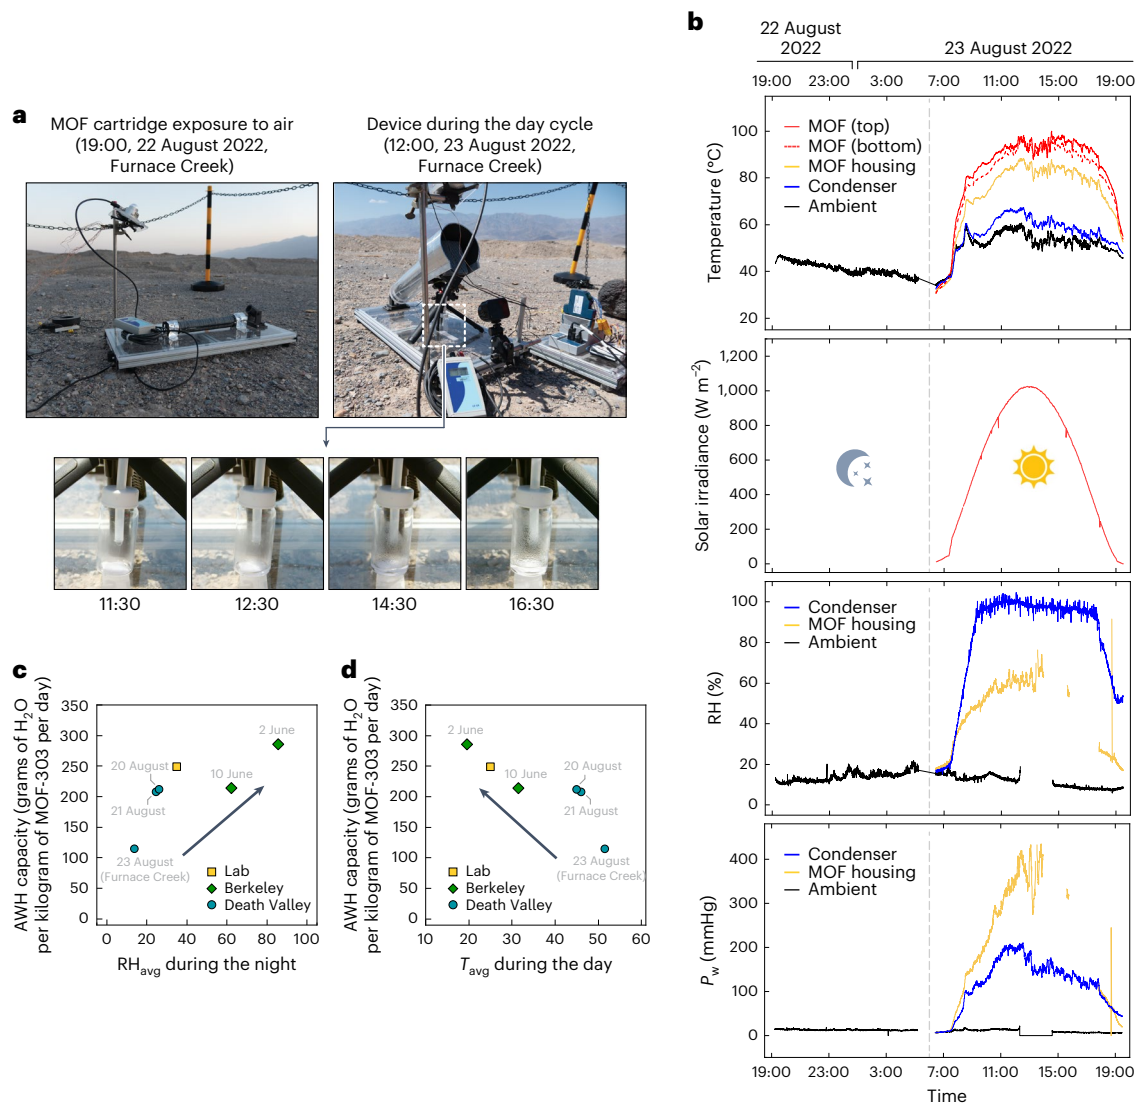 a
MOF cartridge exposure to air
(19:00, 22 August 2022,
Furnace Creek)
Device during the day cycle
(12:00, 23 August 2022,
Furnace Creek)
11:30
12:30
14:30
16:30
b
22 August
2022
23 August 2022
19:00 23:00 3:00 7:00 11:00 15:00 19:00
Temperature (°C)
100
80
60
40
20
MOF (top)
MOF (bottom)
MOF housing
Condenser
Ambient
Solar irradiance (W m−2)
1,200
1,000
800
600
400
200
0
RH (%)
100
80
60
40
20
0
Condenser
MOF housing
Ambient
Pw (mmHg)
400
300
200
100
0
Condenser
MOF housing
Ambient
19:00 23:00 3:00 7:00 11:00 15:00 19:00
Time
c
AWH capacity (grams of H2O
per kilogram of MOF-303 per day)
350
300
250
200
150
100
50
0
2 June
20 August
10 June
21 August
23 August
(Furnace Creek)
Lab
Berkeley
Death Valley
0 20 40 60 80 100
RHavg during the night
d
AWH capacity (grams of H2O
per kilogram of MOF-303 per day)
350
300
250
200
150
100
50
0
2 June
20 August
10 June
21 August
23 August
(Furnace Creek)
Lab
Berkeley
Death Valley
10 20 30 40 50 60
Tavg during the day